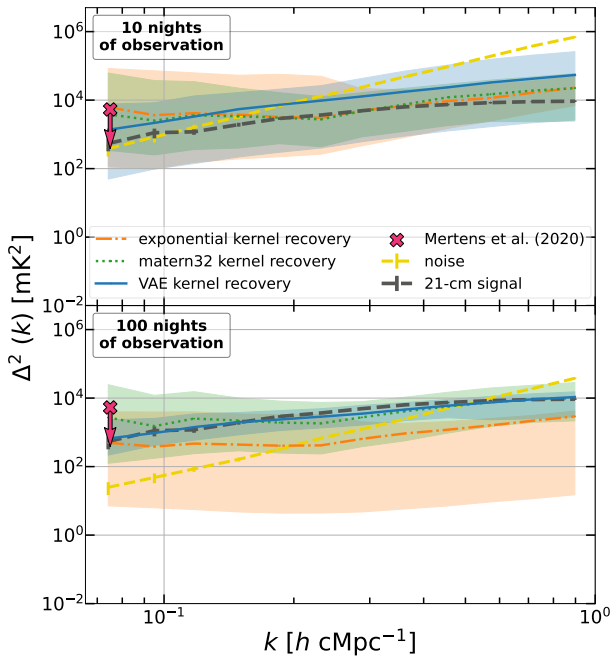 10 nights
of observation
10⁶
10⁴
10²
10⁰
10⁻²
exponential kernel recovery
matern32 kernel recovery
VAE kernel recovery
Mertens et al. (2020)
noise
21-cm signal
Δ² (k) [mK²]
100 nights
of observation
10⁶
10⁴
10²
10⁰
10⁻²
10⁻¹
10⁰
k [h cMpc⁻¹]